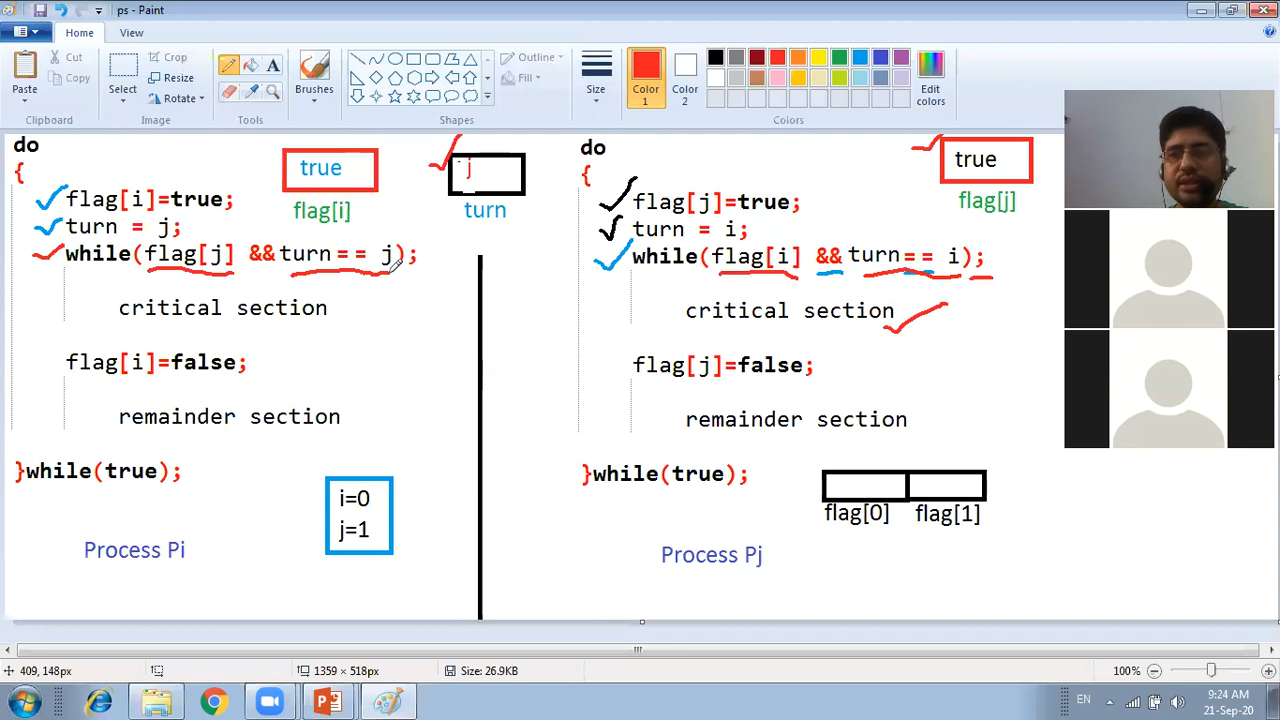 ps - Paint
Home View
Paste
Cut
Copy
Clipboard
Select
Crop
Resize
Rotate
Image
A
Tools
Brushes
Shapes
Outline
Fill
Size
Color 1
Color 2
Edit colors
Colors
do
{
flag[i]=true;
turn = j;
while(flag[j] &&turn== j);
critical section
flag[i]=false;
remainder section
}while(true);
true
flag[i]
j
turn
i=0
j=1
Process Pi
do
{
flag[j]=true;
turn = i;
while(flag[i] && turn== i);
critical section
flag[j]=false;
remainder section
}while(true);
true
flag[j]
flag[0] flag[1]
Process Pj
409, 148px
1359 × 518px
Size: 26.9KB
100%
EN
9:24 AM
21-Sep-20